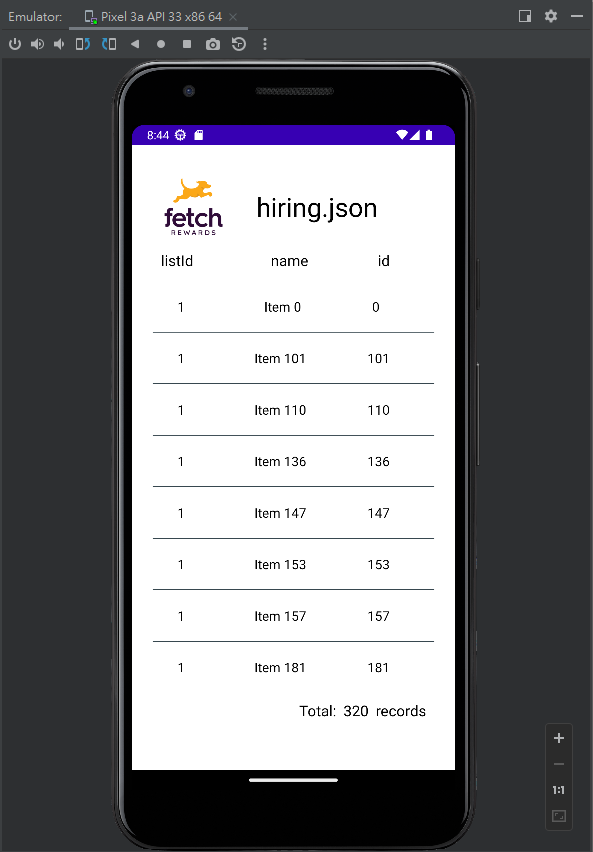 Emulator: Pixel 3a API 33 x86 64
8:44
fetch
REWARDS
hiring.json
listId name id
1 Item 0 0
1 Item 101 101
1 Item 110 110
1 Item 136 136
1 Item 147 147
1 Item 153 153
1 Item 157 157
1 Item 181 181
Total: 320 records
1:1